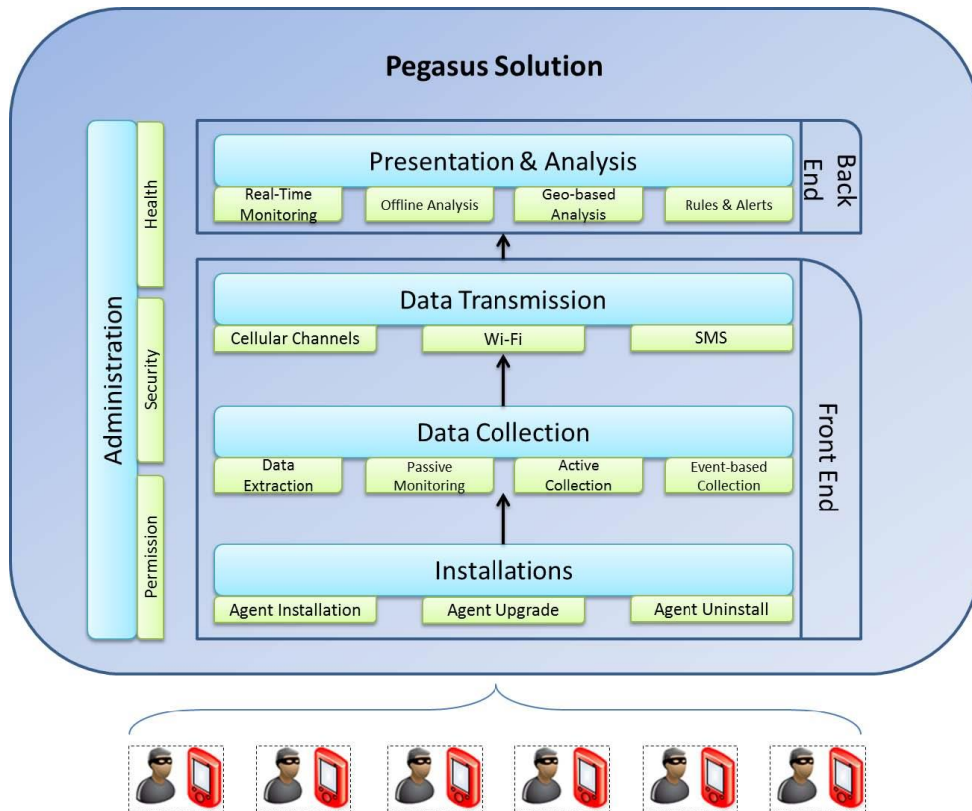 Pegasus Solution
Administration
Health
Security
Permission
Presentation & Analysis
Real-Time
Monitoring
Offline Analysis
Geo-based
Analysis
Rules & Alerts
Back
End
Data Transmission
Cellular Channels
Wi-Fi
SMS
Data Collection
Data
Extraction
Passive
Monitoring
Active
Collection
Event-based
Collection
Installations
Agent Installation
Agent Upgrade
Agent Uninstall
Front End